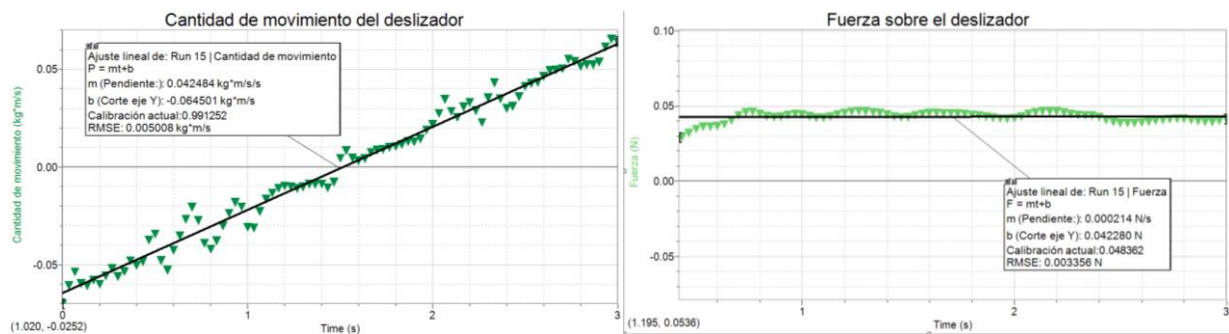 Cantidad de movimiento del deslizador
Cantidad de movimiento (kg*m/s)
0.05
0.00
-0.05
Ajuste lineal de: Run 15 | Cantidad de movimiento
P = mt+b
m (Pendiente:): 0.042484 kg*m/s/s
b (Corte eje Y): -0.064501 kg*m/s
Calibración actual:0.991252
RMSE: 0.005008 kg*m/s
0
1
2
3
(1.020, -0.0252)
Time (s)
Fuerza sobre el deslizador
Fuerza (N)
0.10
0.05
0.00
-0.05
Ajuste lineal de: Run 15 | Fuerza
F = mt+b
m (Pendiente:): 0.000214 N/s
b (Corte eje Y): 0.042280 N
Calibración actual:0.048362
RMSE: 0.003356 N
1
2
3
(1.195, 0.0536)
Time (s)